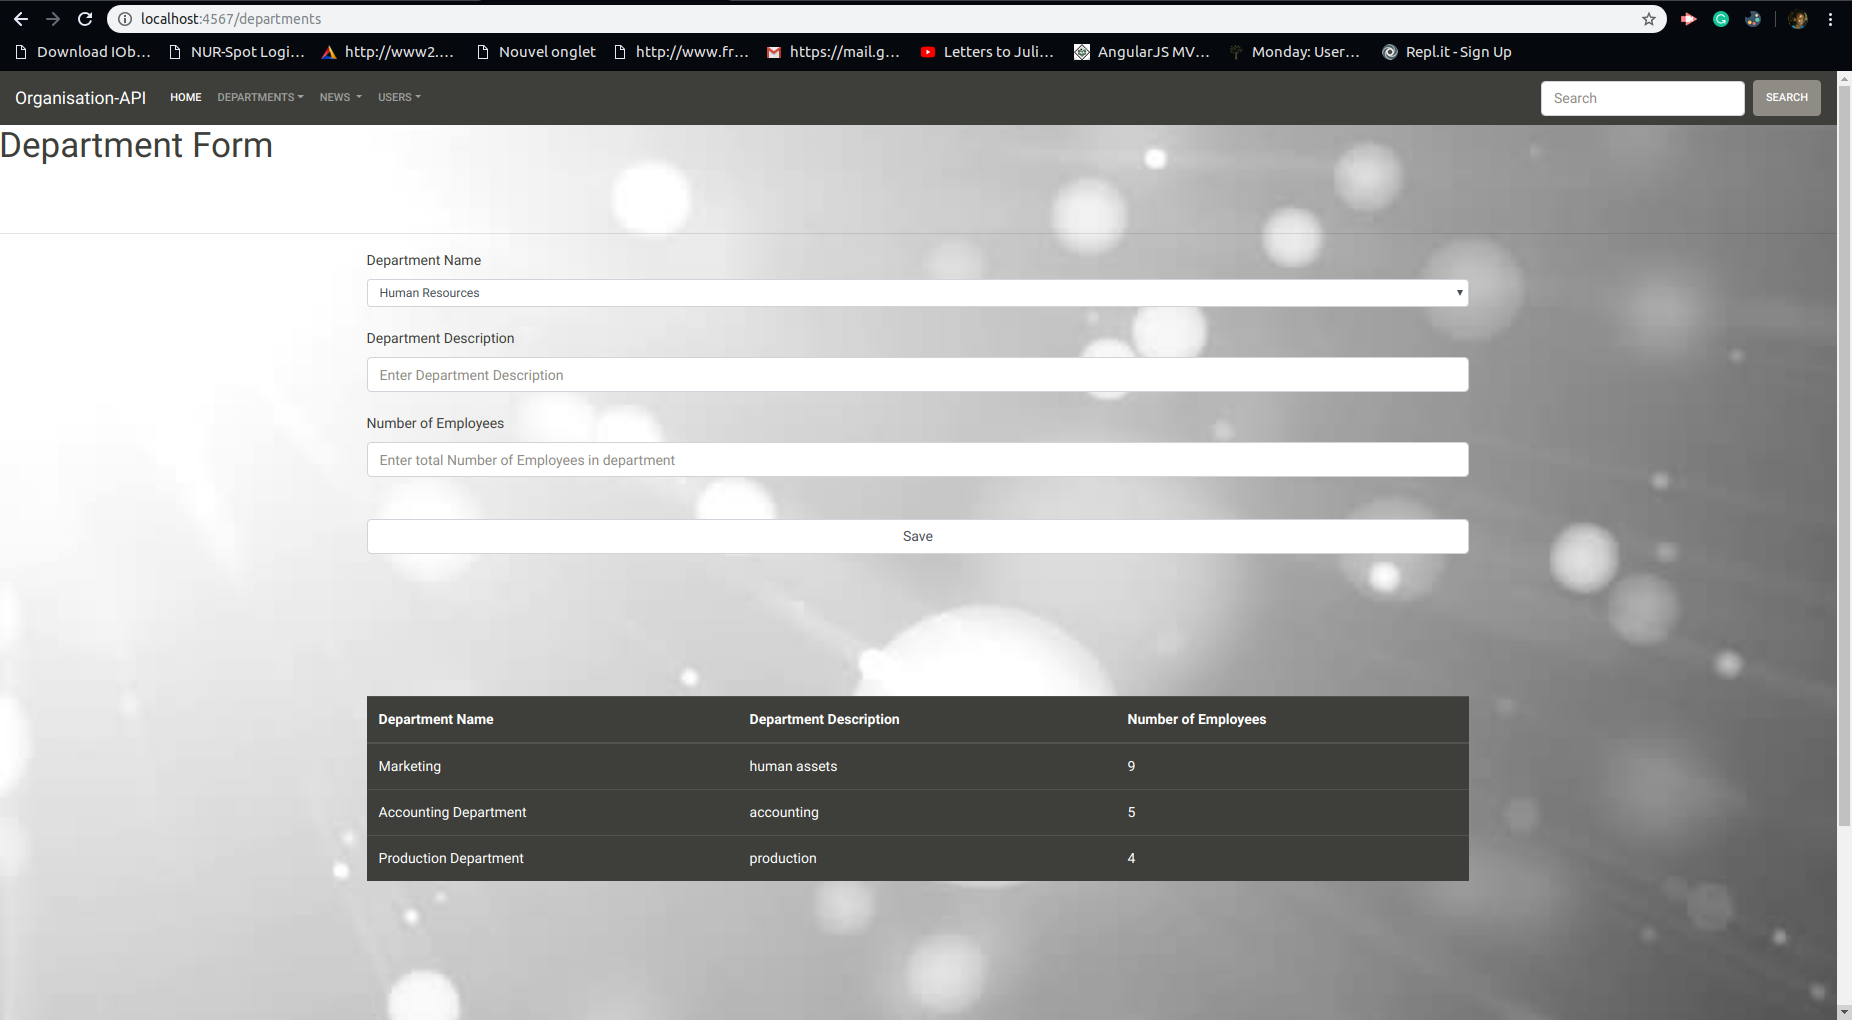 localhost:4567/departments
Download IOb... NUR-Spot Logi... http://www2.... Nouvel onglet http://www.fr... https://mail.g... Letters to Juli... AngularJS MV... Monday: User... Repl.it - Sign Up
Organisation-API HOME DEPARTMENTS NEWS USERS Search SEARCH
Department Form
Department Name
Human Resources
Department Description
Enter Department Description
Number of Employees
Enter total Number of Employees in department
Save
Department Name Department Description Number of Employees
Marketing human assets 9
Accounting Department accounting 5
Production Department production 4